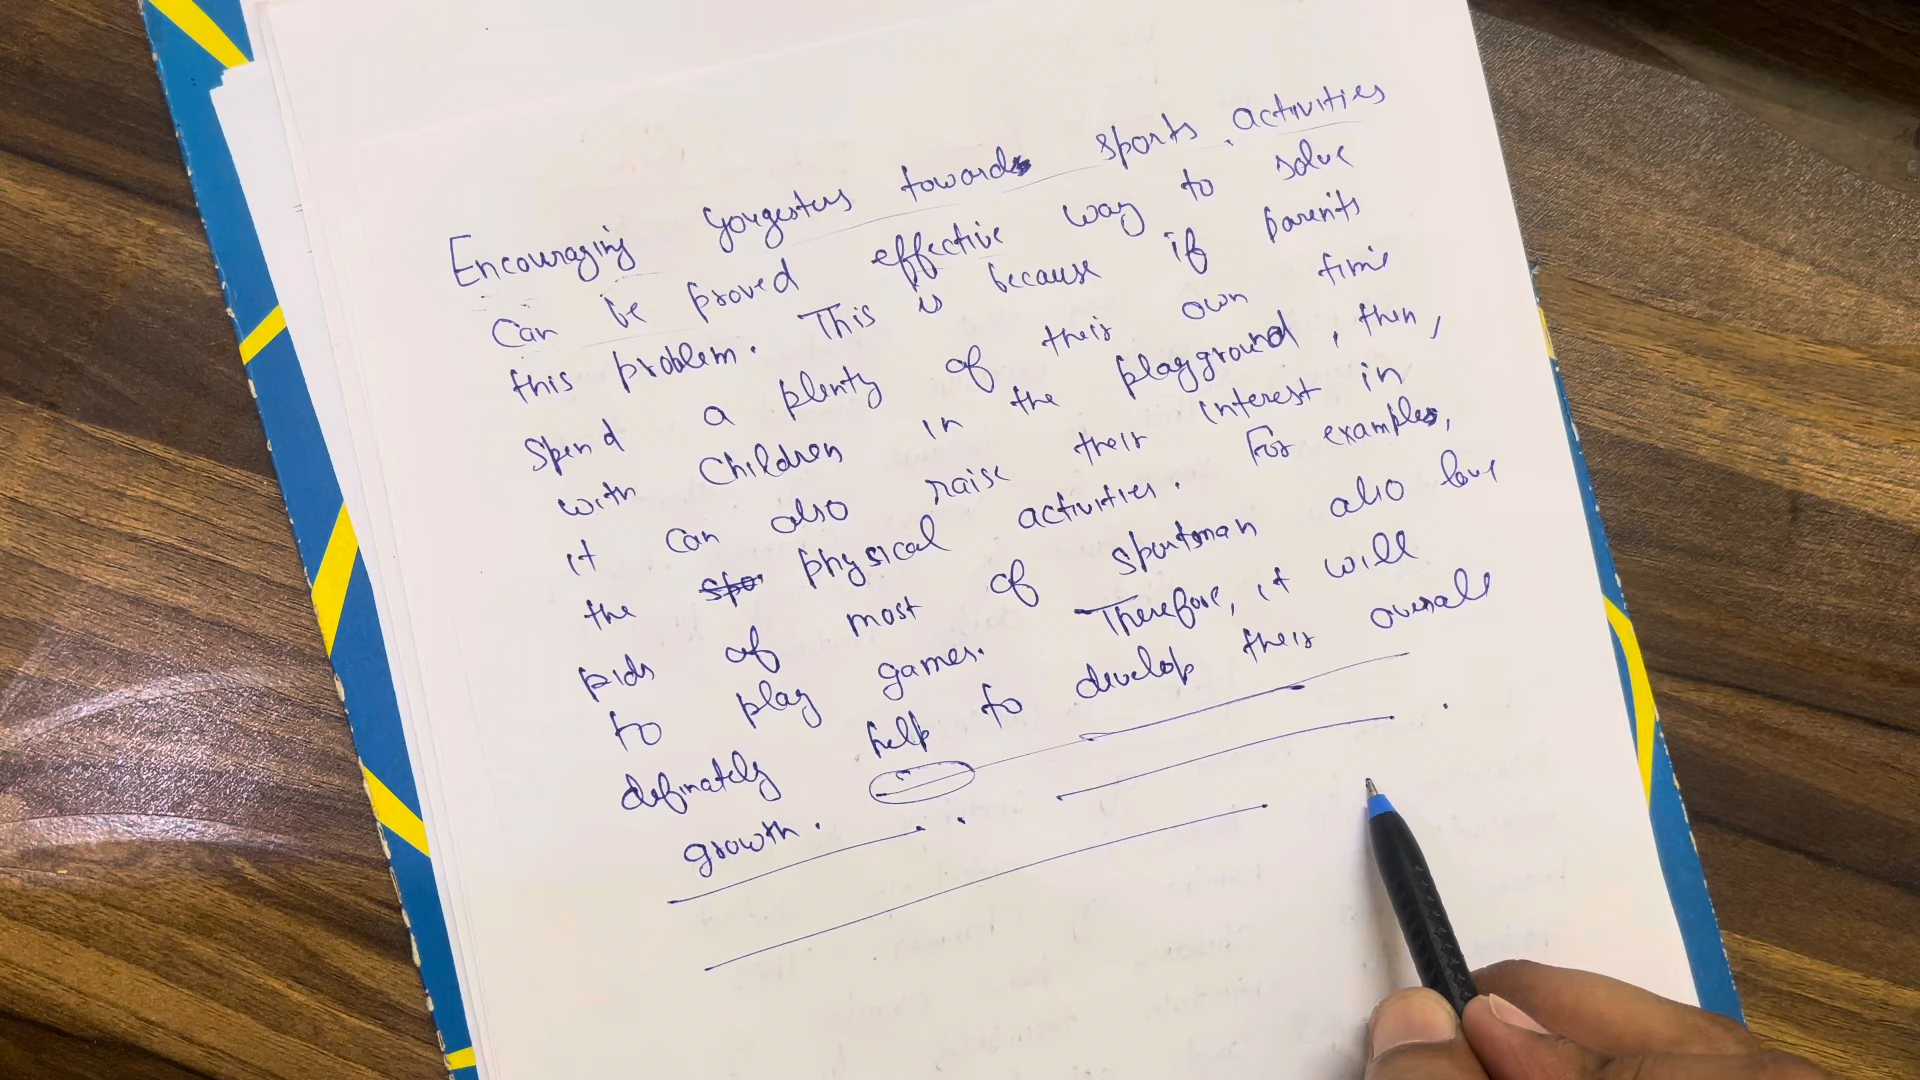 Encouraging yougesters towards sports activities
can be proved effective way to solve
this problem. This is because if parents
spend a plenty of their own time
with children in the playground, then,
it can also raise their interest in
the physical activities. For examples,
pids of most of sportsman also love
to play games. Therefore, it will
definately help to develop their overall
growth.